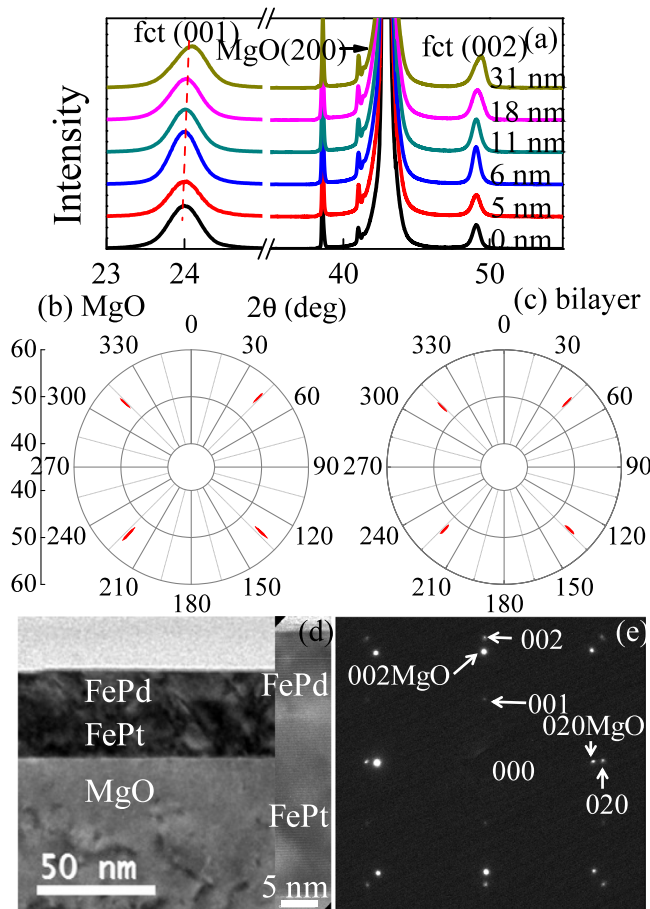 fct (001)
MgO(200)
fct (002)
(a)
31 nm
18 nm
11 nm
6 nm
5 nm
0 nm
Intensity
23 24 40 50
2θ (deg)
(b) MgO
0
330 30
300 60
270 90
240 120
210 150
180
60
50
40
40
50
60
(c) bilayer
0
330 30
300 60
270 90
240 120
210 150
180
(d)
FePd
FePt
MgO
50 nm
FePd
FePt
5 nm
(e)
002
002MgO
001
020MgO
000
020